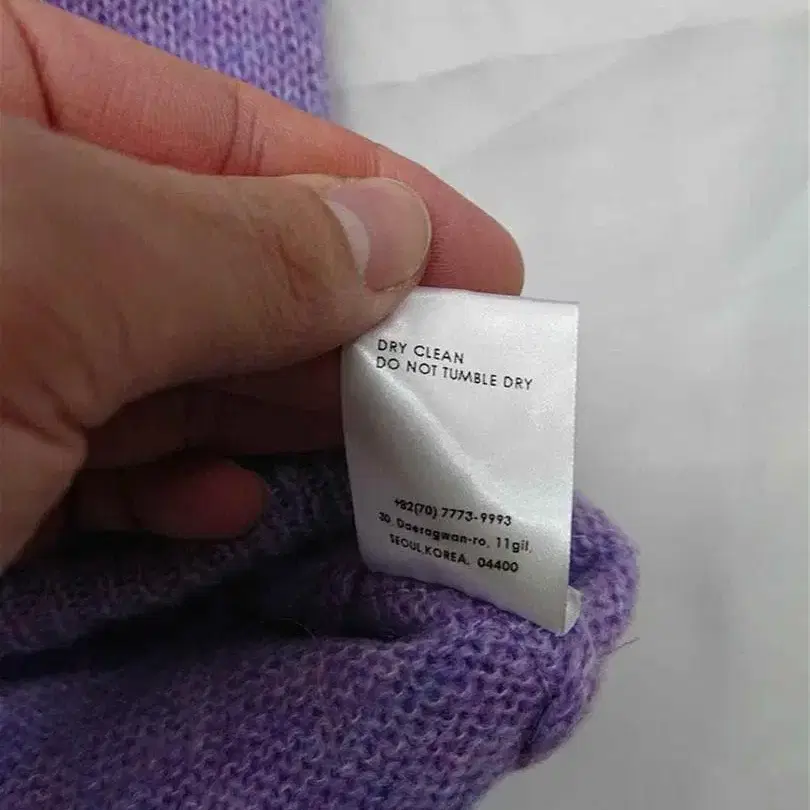 DRY CLEAN
DO NOT TUMBLE DRY
+82(70) 7773-9993
30, Daeragwan-ro, 11gil,
SEOUL,KOREA, 04400